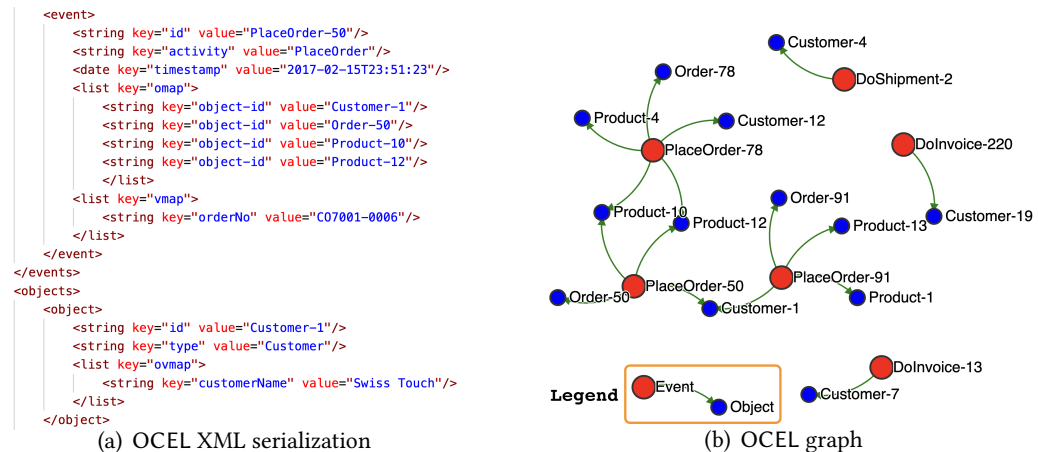 <event>
<string key="id" value="PlaceOrder-50"/>
<string key="activity" value="PlaceOrder"/>
<date key="timestamp" value="2017-02-15T23:51:23"/>
<list key="omap">
<string key="object-id" value="Customer-1"/>
<string key="object-id" value="Order-50"/>
<string key="object-id" value="Product-10"/>
<string key="object-id" value="Product-12"/>
</list>
<list key="vmap">
<string key="orderNo" value="CO7001-0006"/>
</list>
</event>
</events>
<objects>
<object>
<string key="id" value="Customer-1"/>
<string key="type" value="Customer"/>
<list key="ovmap">
<string key="customerName" value="Swiss Touch"/>
</list>
</object>
(a) OCEL XML serialization
Customer-4
Order-78
DoShipment-2
Product-4
Customer-12
PlaceOrder-78
DoInvoice-220
Order-91
Product-10
Product-12
Product-13
Customer-19
PlaceOrder-91
PlaceOrder-50
Order-50
Customer-1
Product-1
DoInvoice-13
Customer-7
Legend
Event
Object
(b) OCEL graph